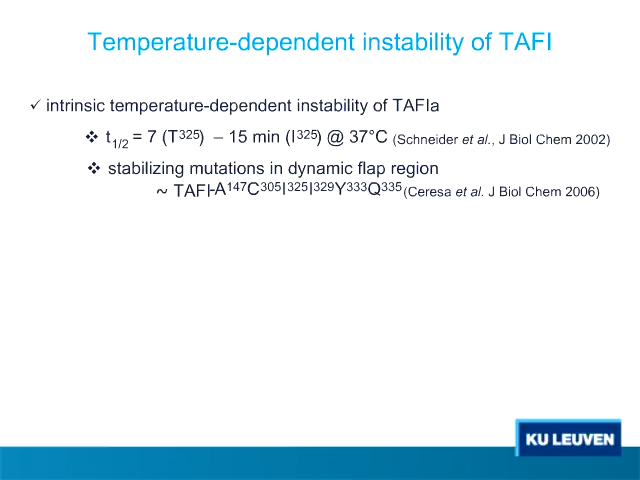 Temperature-dependent instability of TAFI
✓ intrinsic temperature-dependent instability of TAFIa
❖ t1/2 = 7 (T325) – 15 min (I325) @ 37°C (Schneider et al., J Biol Chem 2002)
❖ stabilizing mutations in dynamic flap region
~ TAFI-A147C305I325I329Y333Q335 (Ceresa et al. J Biol Chem 2006)
KU LEUVEN